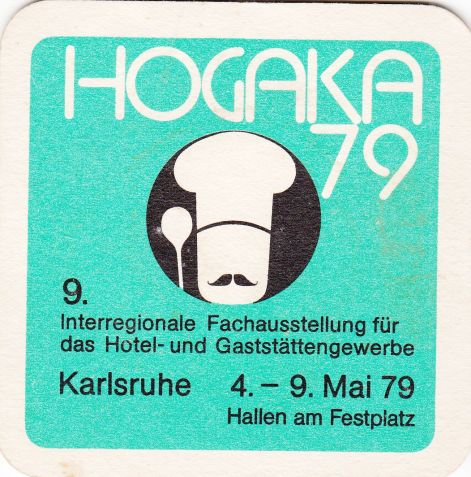 HOGAKA
79
9.
Interregionale Fachausstellung für
das Hotel- und Gaststättengewerbe
Karlsruhe 4. – 9. Mai 79
Hallen am Festplatz